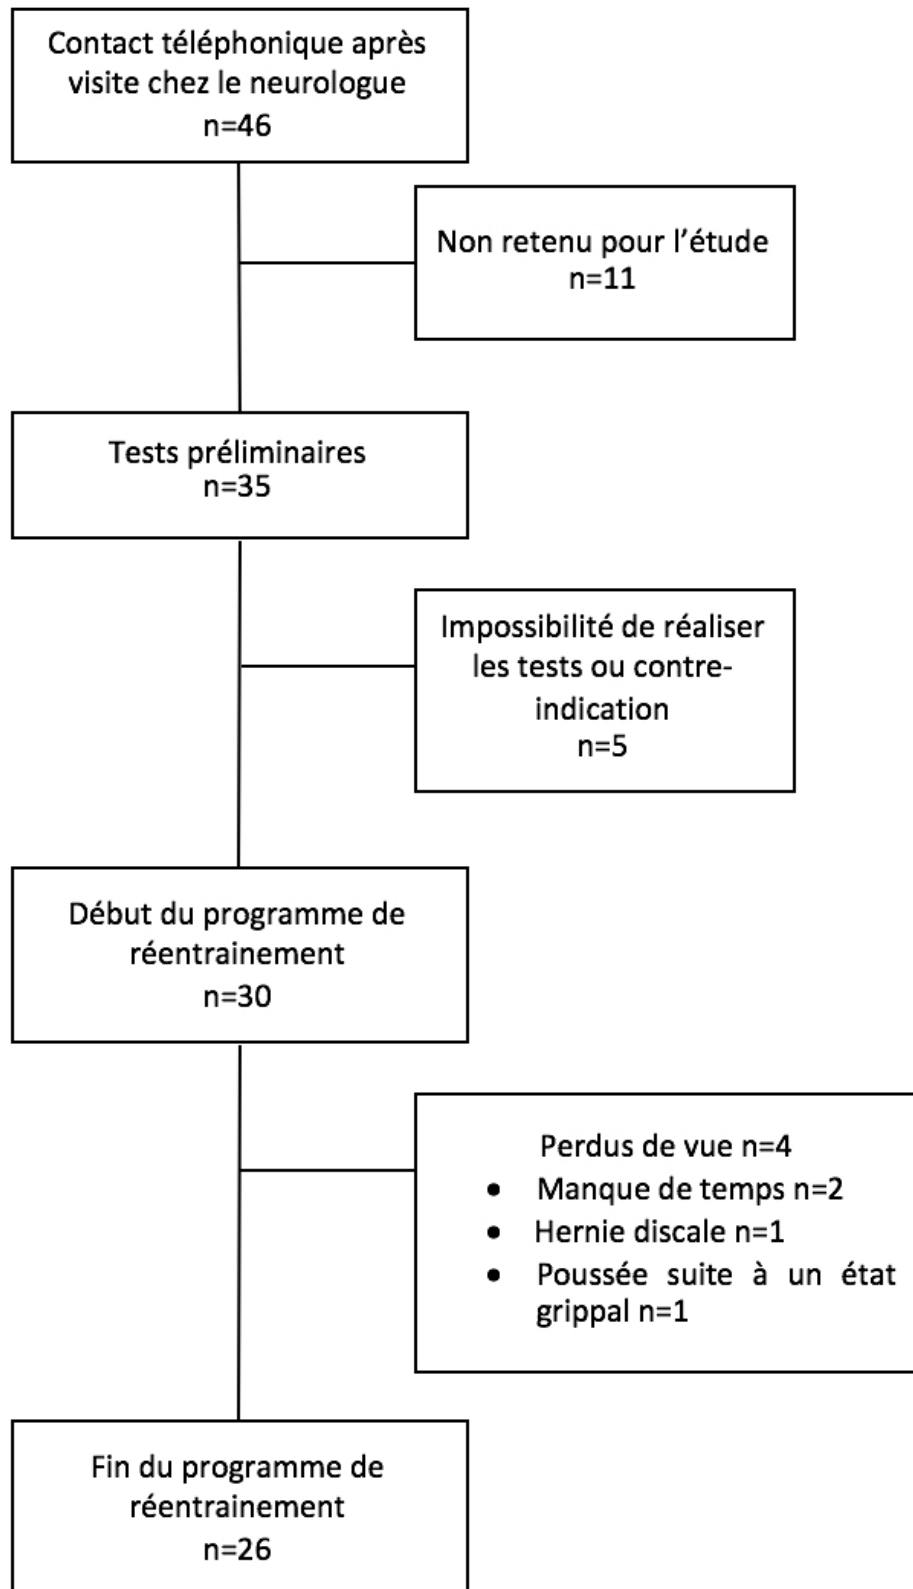 Contact téléphonique après
visite chez le neurologue
n=46
Non retenu pour l’étude
n=11
Tests préliminaires
n=35
Impossibilité de réaliser
les tests ou contre-
indication
n=5
Début du programme de
réentrainement
n=30
Perdus de vue n=4
• Manque de temps n=2
• Hernie discale n=1
• Poussée suite à un état
grippal n=1
Fin du programme de
réentrainement
n=26